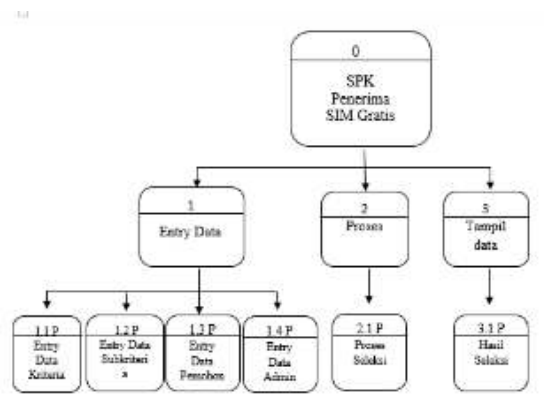 0
SPK
Penerima
SIM Gratis
1
Entry Data
2
Proses
3
Tampil
data
1.1 P
Entry
Data
Kriteria
1.2 P
Entry Data
Subkriteri
a
1.3 P
Entry
Data
Pemohon
1.4 P
Entry
Data
Admin
2.1 P
Proses
Seleksi
3.1 P
Hasil
Seleksi